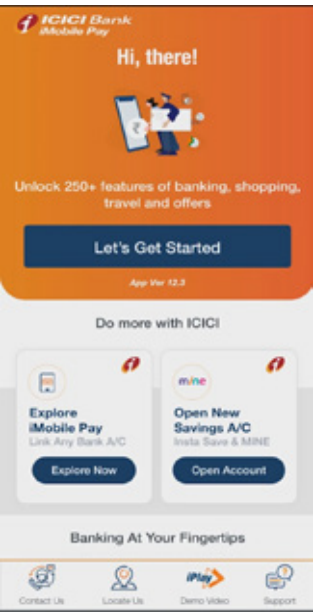 ICICI Bank
iMobile Pay
Hi, there!
Unlock 250+ features of banking, shopping,
travel and offers
Let's Get Started
App Ver 12.3
Do more with ICICI
Explore
iMobile Pay
Link Any Bank A/C
Explore Now
mine
Open New
Savings A/C
Insta Save & MINE
Open Account
Banking At Your Fingertips
Contact Us
Locate Us
iPlay
Demo Video
Support